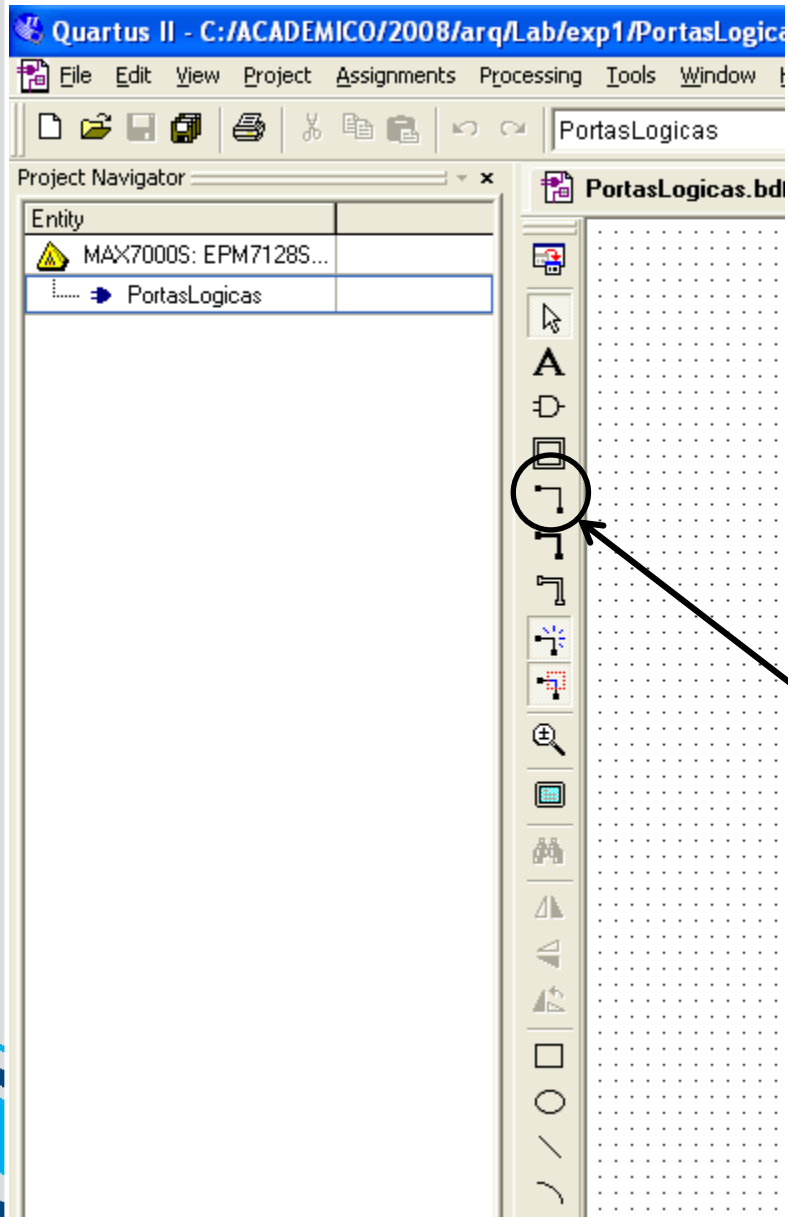 Quartus II - C:/ACADEMICO/2008/arq/Lab/exp1/PortasLogica
File Edit View Project Assignments Processing Tools Window
PortasLogicas
Project Navigator
PortasLogicas.bdf
Entity
MAX7000S: EPM7128S...
PortasLogicas
A